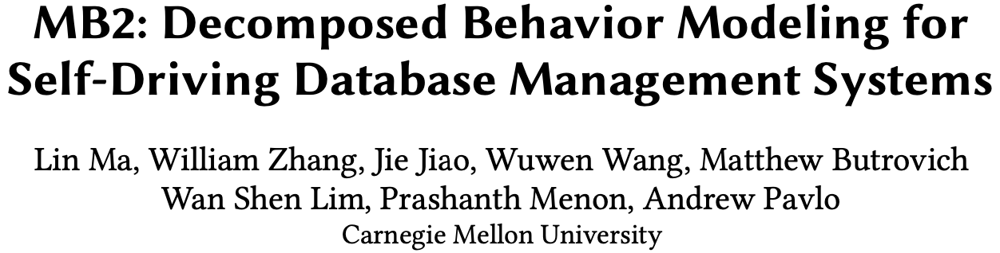 MB2: Decomposed Behavior Modeling for
Self-Driving Database Management Systems
Lin Ma, William Zhang, Jie Jiao, Wuwen Wang, Matthew Butrovich
Wan Shen Lim, Prashanth Menon, Andrew Pavlo
Carnegie Mellon University